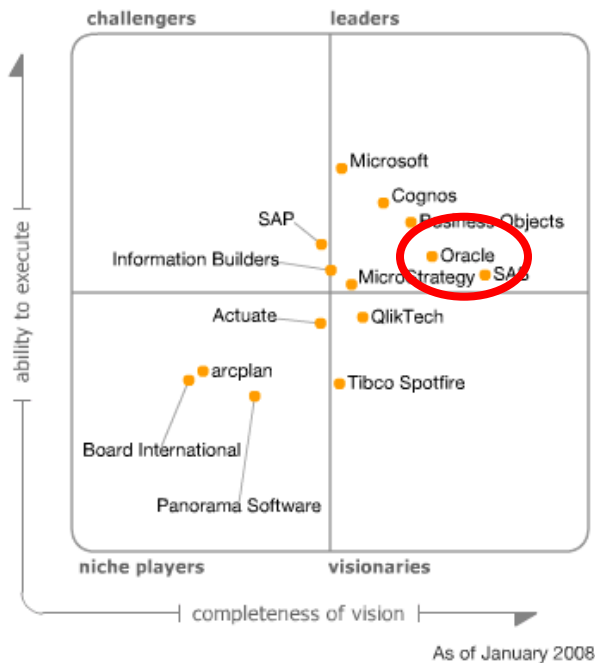 challengers
leaders
Microsoft
Cognos
Business Objects
SAP
Oracle
Information Builders
SAS
MicroStrategy
Actuate
QlikTech
arcplan
Tibco Spotfire
Board International
Panorama Software
ability to execute
niche players
visionaries
completeness of vision
As of January 2008